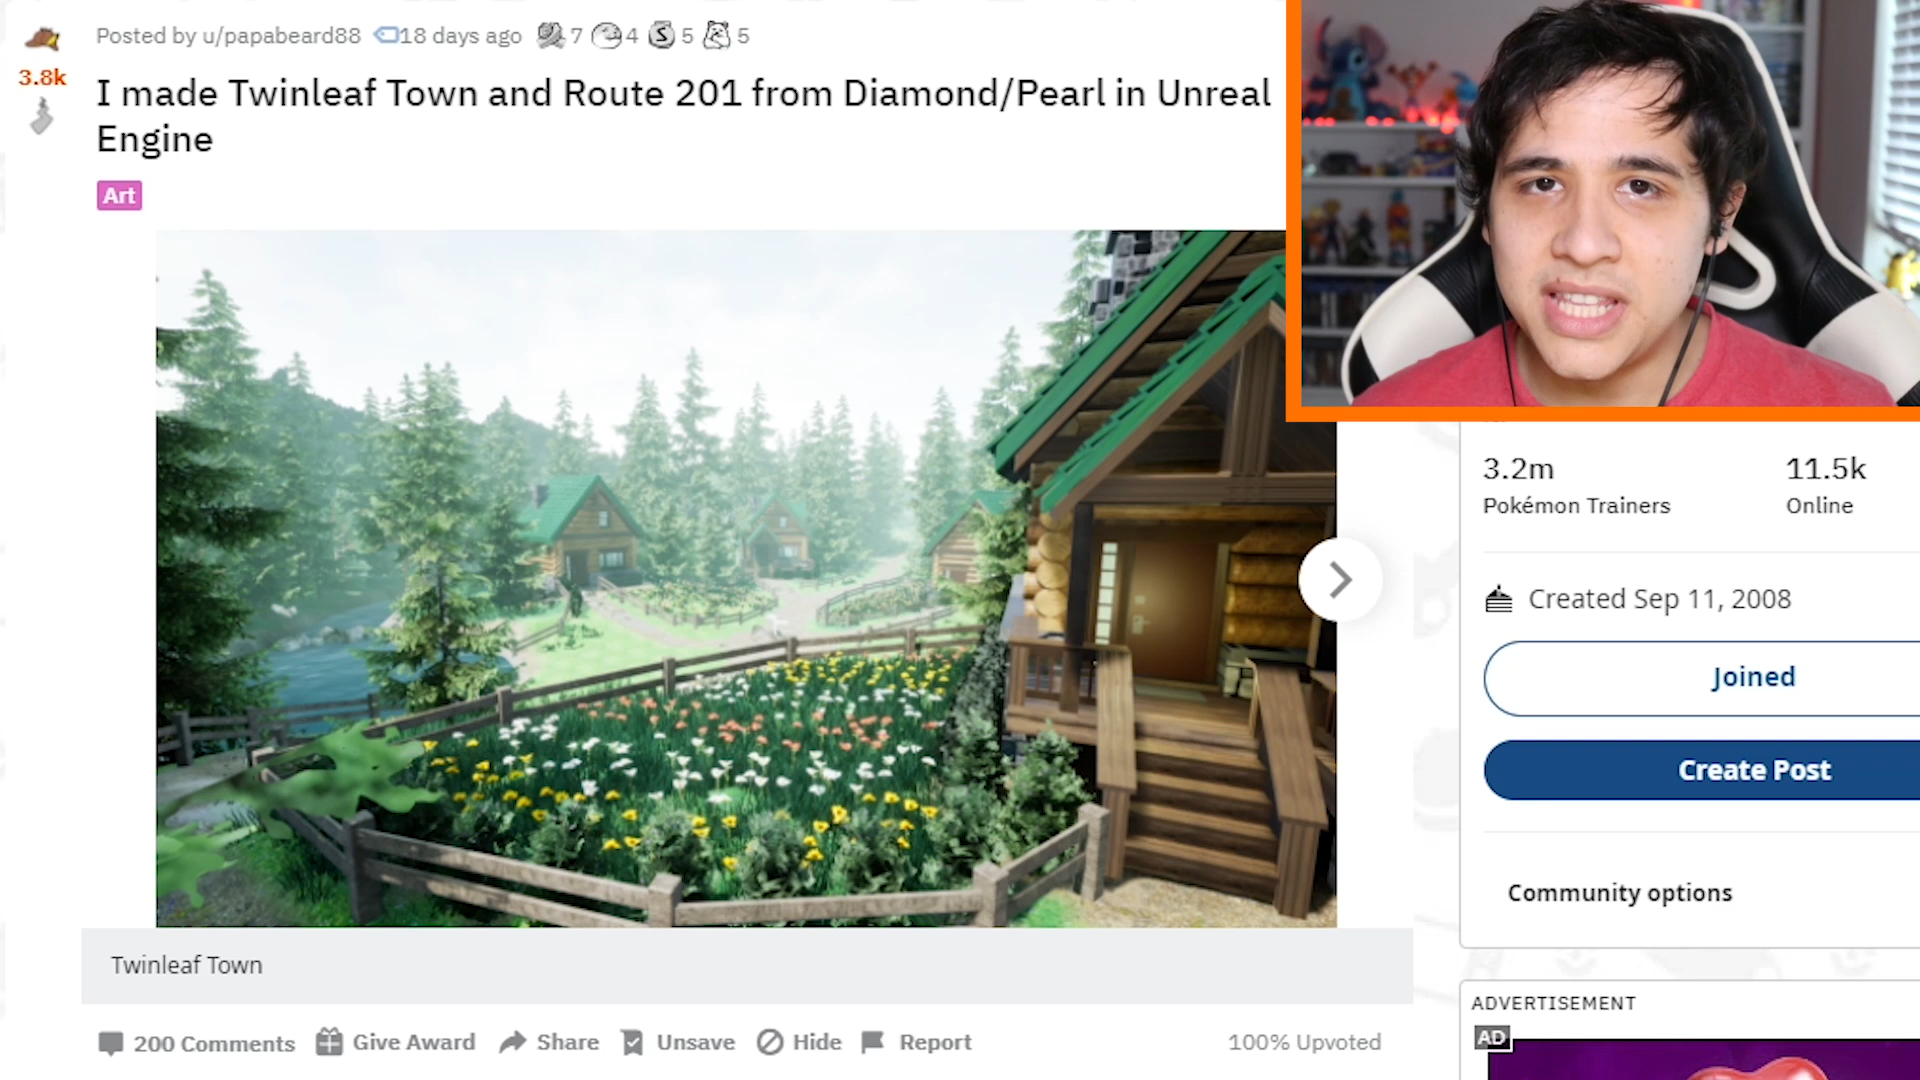 Posted by u/papabeard88 18 days ago 7 4 5 5
3.8k
I made Twinleaf Town and Route 201 from Diamond/Pearl in Unreal
Engine
Art
Twinleaf Town
200 Comments Give Award Share Unsave Hide Report 100% Upvoted
3.2m 11.5k
Pokémon Trainers Online
Created Sep 11, 2008
Joined
Create Post
Community options
ADVERTISEMENT
AD